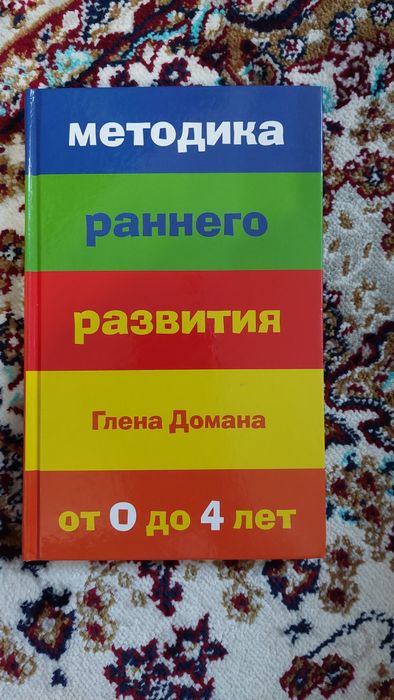 методика
раннего
развития
Глена Домана
от 0 до 4 лет